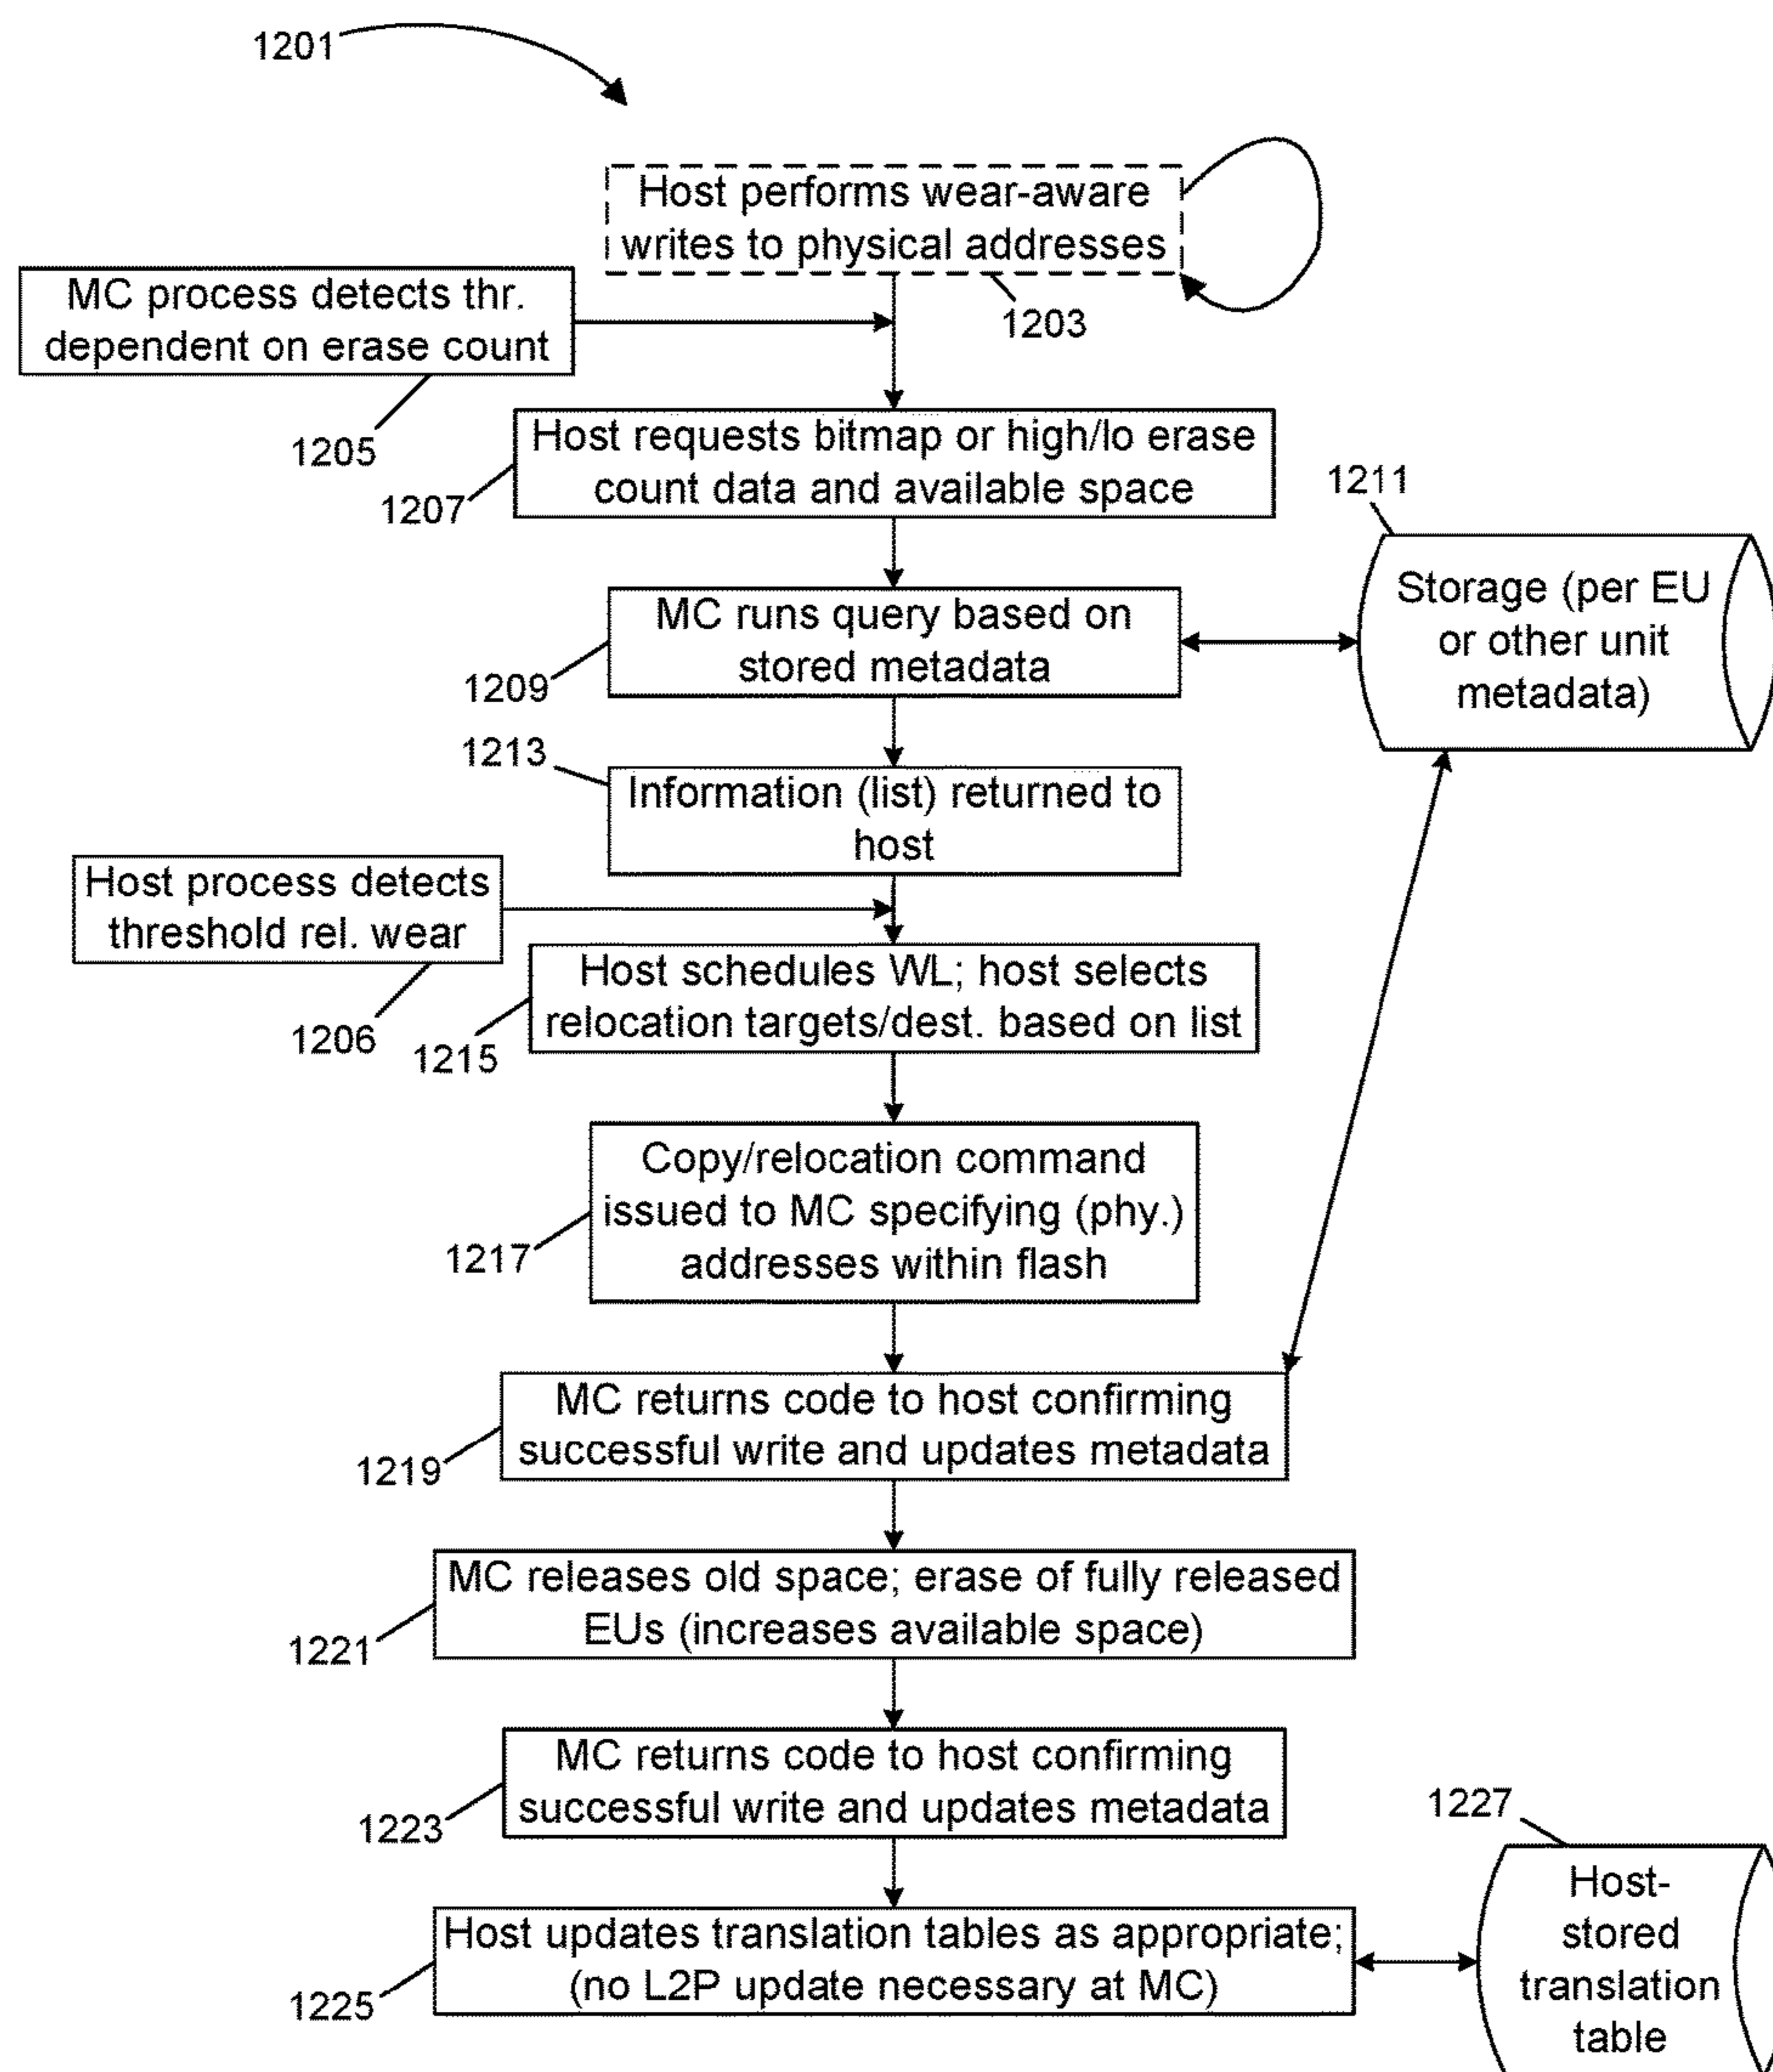 1201
Host performs wear-aware
writes to physical addresses
1203
MC process detects thr.
dependent on erase count
1205
Host requests bitmap or high/lo erase
count data and available space
1207
1211
Storage (per EU
or other unit
metadata)
MC runs query based on
stored metadata
1209
1213
Information (list) returned to
host
Host process detects
threshold rel. wear
1206
Host schedules WL; host selects
relocation targets/dest. based on list
1215
Copy/relocation command
issued to MC specifying (phy.)
addresses within flash
1217
MC returns code to host confirming
successful write and updates metadata
1219
MC releases old space; erase of fully released
EUs (increases available space)
1221
MC returns code to host confirming
successful write and updates metadata
1223
1227
Host-
stored
translation
table
Host updates translation tables as appropriate;
(no L2P update necessary at MC)
1225